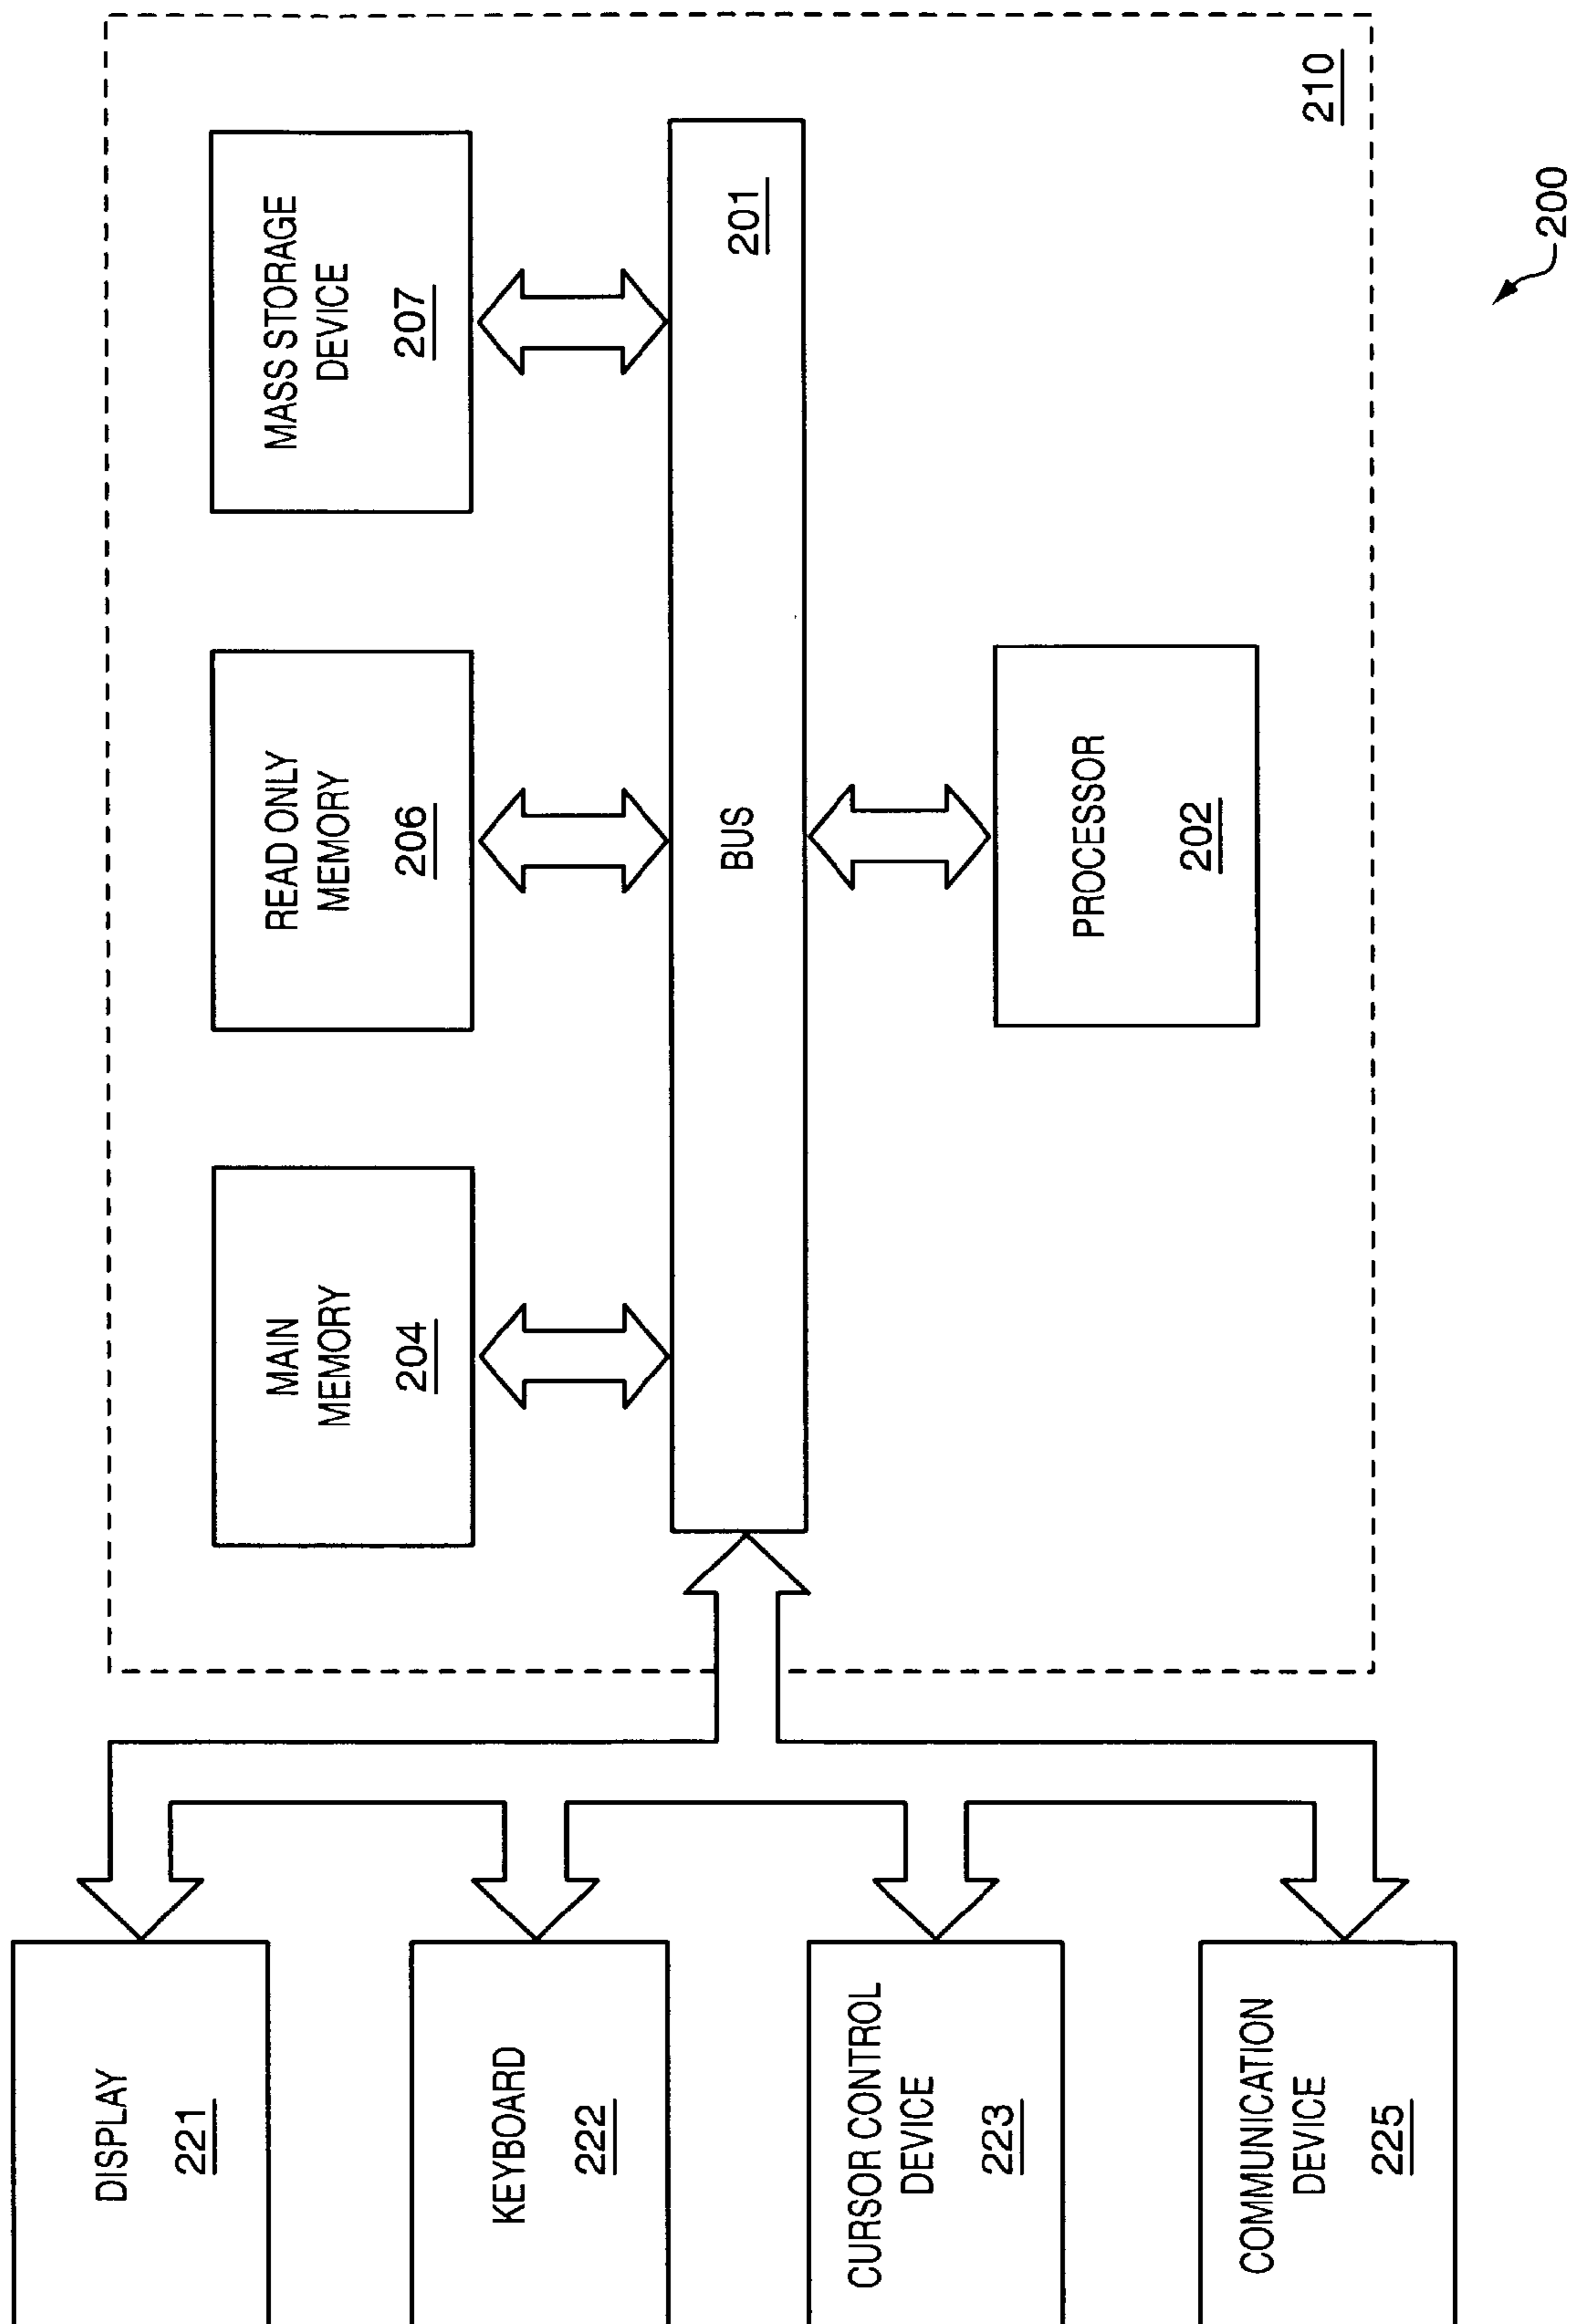 DISPLAY
221
KEYBOARD
222
CURSOR CONTROL
DEVICE
223
COMMUNICATION
DEVICE
225
MAIN
MEMORY
204
READ ONLY
MEMORY
206
MASS STORAGE
DEVICE
207
BUS
201
PROCESSOR
202
210
200